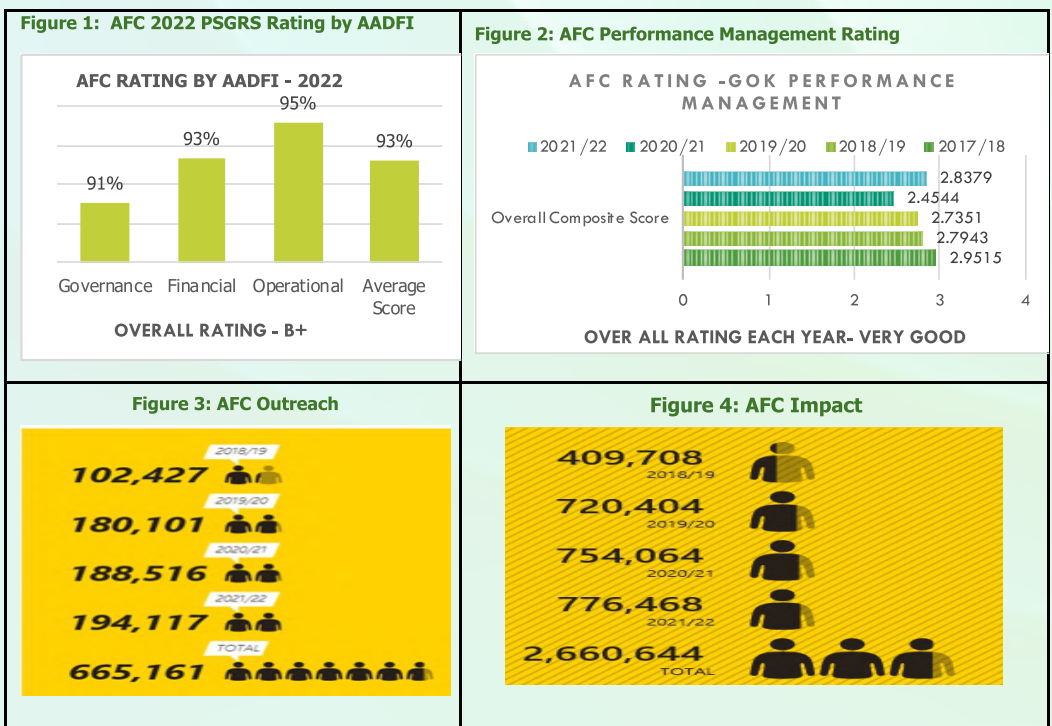 Figure 1: AFC 2022 PSGRS Rating by AADFI
AFC RATING BY AADFI - 2022
95%
93%
93%
91%
Governance Financial Operational Average
Score
OVERALL RATING - B+
Figure 2: AFC Performance Management Rating
AFC RATING -GOK PERFORMANCE
MANAGEMENT
2021/22 2020/21 2019/20 2018/19 2017/18
2.8379
2.4544
Overall Composite Score 2.7351
2.7943
2.9515
0 1 2 3 4
OVER ALL RATING EACH YEAR- VERY GOOD
Figure 3: AFC Outreach
2018/19
102,427
2019/20
180,101
2020/21
188,516
2021/22
194,117
TOTAL
665,161
Figure 4: AFC Impact
409,708
2018/19
720,404
2019/20
754,064
2020/21
776,468
2021/22
2,660,644
TOTAL